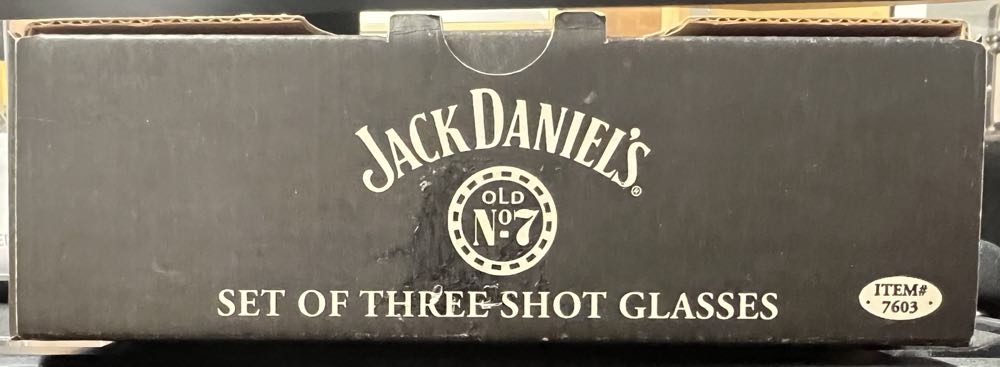 JACK DANIEL'S
OLD
Nº7
SET OF THREE SHOT GLASSES
ITEM#
7603